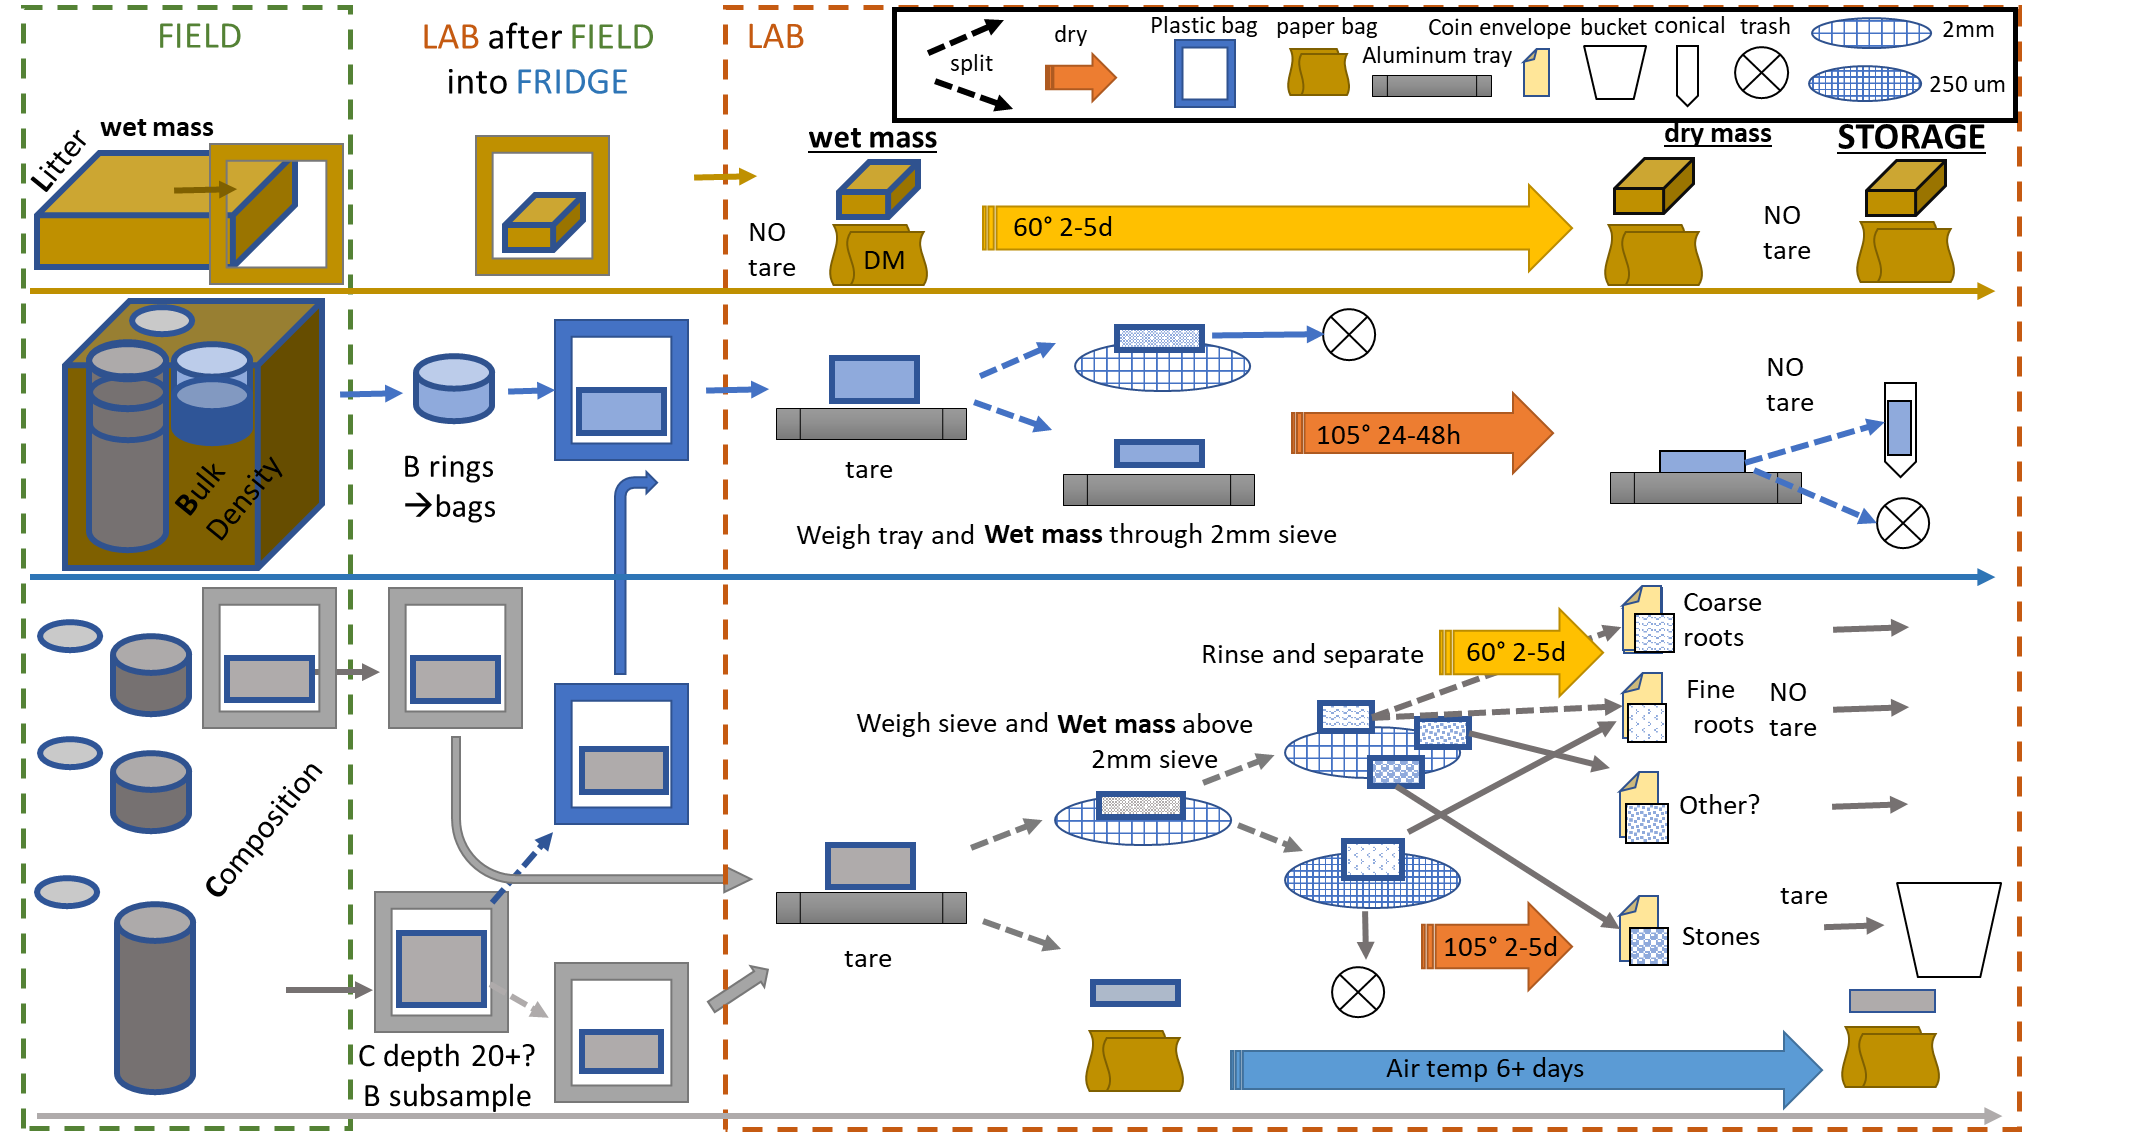 FIELD
LAB after FIELD
into FRIDGE
LAB
split
dry
Plastic bag
paper bag
Aluminum tray
Coin envelope
bucket
conical
trash
2mm
250 um
Litter
wet mass
wet mass
dry mass
STORAGE
NO
tare
DM
60° 2-5d
NO
tare
Bulk
Density
B rings
→bags
tare
105° 24-48h
NO
tare
Weigh tray and Wet mass through 2mm sieve
Composition
C depth 20+?
B subsample
tare
Weigh sieve and Wet mass above
2mm sieve
Rinse and separate
60° 2-5d
Coarse
roots
Fine
roots
NO
tare
Other?
105° 2-5d
Stones
tare
Air temp 6+ days